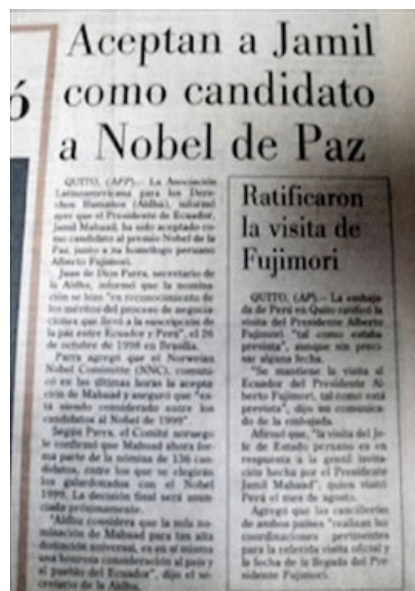 ó
Aceptan a Jamil
como candidato
a Nobel de Paz
QUITO, (AFP).- La Asociación
Latinoamericana para los Dere-
chos Humanos (Aldhu), informó
ayer que el Presidente de Ecuador,
Jamil Mahuad, ha sido aceptado co-
mo candidato al premio Nobel de la
Paz, junto a su homólogo peruano
Alberto Fujimori.
Juan de Dios Parra, secretario de
la Aldhu, informó que la nomina-
ción se hizo "en reconocimiento de
los méritos del proceso de negocia-
ciones que llevó a la suscripción de
la paz entre Ecuador y Perú", el 26
de octubre de 1998 en Brasilia.
Parra agregó que el Norweian
Nobel Comittie (NNC), comuni-
có en las últimas horas la acepta-
ción de Mahuad y aseguró que "es-
tá siendo considerado entre los
candidatos al Nobel de 1999".
Según Parra, el Comité noruego
le confirmó que Mahuad ahora for-
ma parte de la nómina de 136 can-
didatos, entre los que se elegirán
los galardonados con el Nobel
1999. La decisión final será anun-
ciada próximamente.
"Aldhu considera que la sola no-
minación de Mahuad para tan alta
distinción universal, es en sí misma
una honrosa consideración al país y
al pueblo del Ecuador", dijo el se-
cretario de la Aldhu.
Ratificaron
la visita de
Fujimori
QUITO, (AP).- La embaja-
da de Perú en Quito ratificó la
visita del Presidente Alberto
Fujimori "tal como estaba
prevista", aunque sin preci-
sar alguna fecha.
"Se mantiene la visita al
Ecuador del Presidente Al-
berto Fujimori, tal como está
prevista", dijo un comunica-
do de la embajada.
Afirmó que, "la visita del Je-
fe de Estado peruano es en
respuesta a la gentil invita-
ción hecha por el Presidente
Jamil Mahuad", quien visitó
Perú el mes de agosto.
Agregó que las cancillerías
de ambos países "realizan las
coordinaciones pertinentes
para la referida visita oficial y
la fecha de la llegada del Pre-
sidente Fujimori.